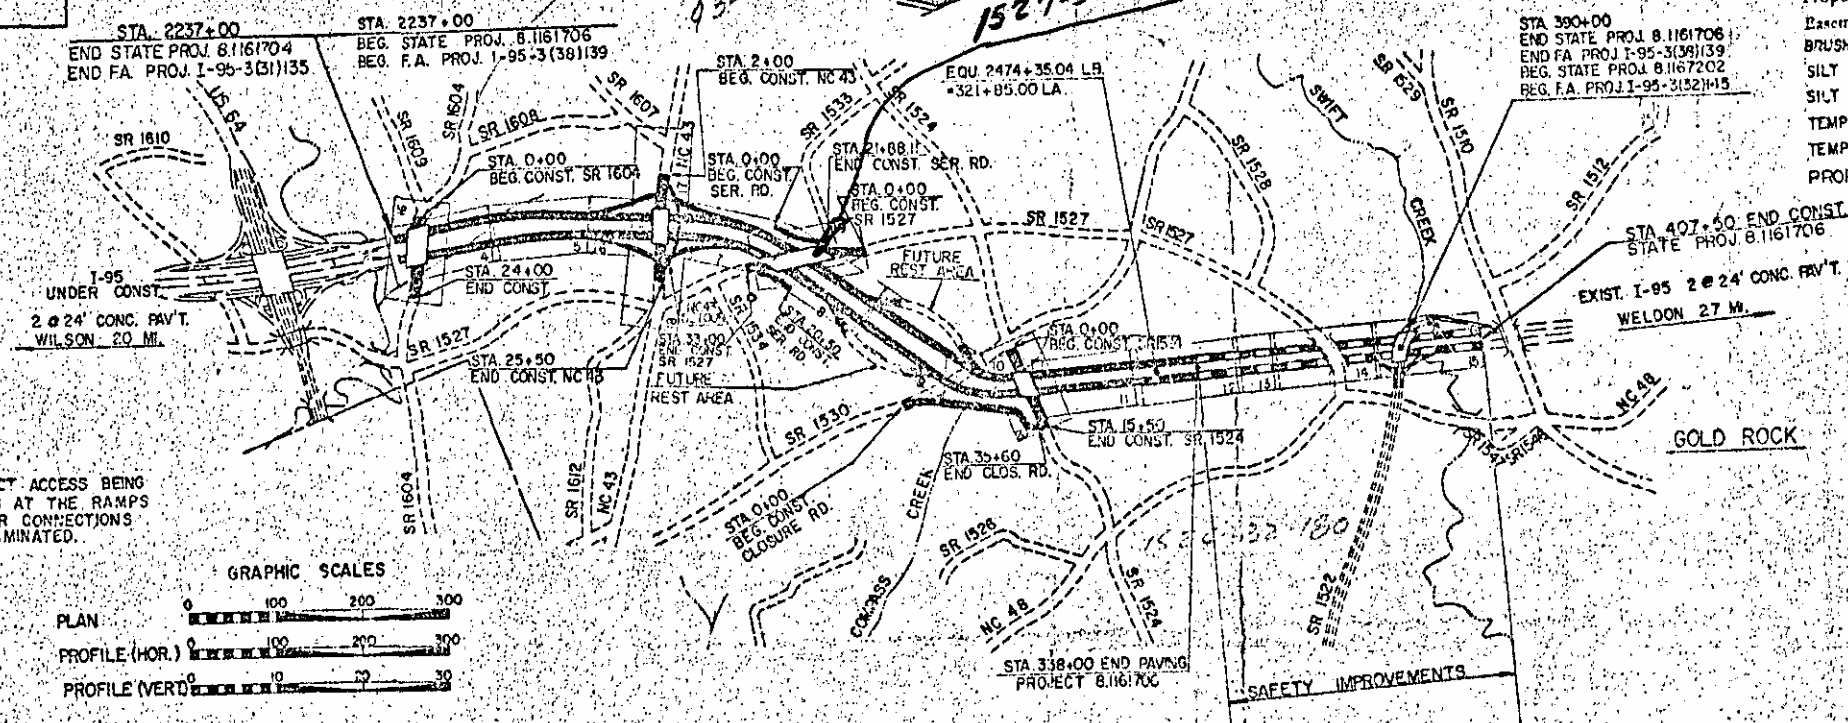 STA. 2237+00
END STATE PROJ. 8.1161704
END F.A. PROJ. I-95-3(31)135
STA. 2237+00
BEG. STATE PROJ. 8.1161706
BEG. F.A. PROJ. I-95-3(38)139
STA. 2+00
BEG. CONST. NC 43
EQU. 2474+35.04 LB
=321+85.00 LA
STA. 390+00
END STATE PROJ. 8.1161706
END FA PROJ. I-95-3(38)139
BEG. STATE PROJ. 8.1167202
BEG. F.A. PROJ. I-95-3(32)145
BRUSH
SILT
SILT
TEMP
TEMP
US 64
SR 1610
SR 1609
SR 1604
SR 1608
SR 1607
NC 43
SR 1533
SR 1524
SR 1528
SWIFT
CREEK
SR 1529
SR 1510
SR 1512
STA. 0+00
BEG. CONST. SR 1604
STA. 0+00
BEG. CONST.
SER. RD.
STA. 21+88.11
END CONST. SER. RD.
STA. 0+00
BEG. CONST.
SR 1527
SR 1527
SR 1527
FUTURE
REST AREA
STA. 407+50 END CONST.
STATE PROJ. 8.1161706
EXIST. I-95 2 @ 24' CONC. PAV'T.
WELDON 27 MI.
I-95
UNDER CONST.
2 @ 24' CONC. PAV'T.
WILSON 20 MI.
STA. 24+00
END CONST.
SR 1527
STA. 25+50
END CONST. NC 43
STA. 33+00
END CONST.
SR 1527
SR 1534
STA. 20+50
END CONST.
SER RD
FUTURE
REST AREA
STA. 0+00
BEG. CONST.
SR 1530
STA. 15+50
END CONST. SR 1524
STA. 35+60
END CLOS. RD.
STA. 0+00
BEG. CONST.
CLOSURE RD.
COMPASS
CREEK
SR 1604
SR 1612
NC 43
SR 1526
NC 48
SR 1524
SR 1522
NC 48
GOLD ROCK
ACCESS BEING
AT THE RAMPS
CONNECTIONS
GRAPHIC SCALES
PLAN 0 100 200 300
PROFILE (HOR.) 0 100 200 300
PROFILE (VERT) 0 10 20 30
STA. 338+00 END PAVING
PROJECT 8.1161706
SAFETY IMPROVEMENTS